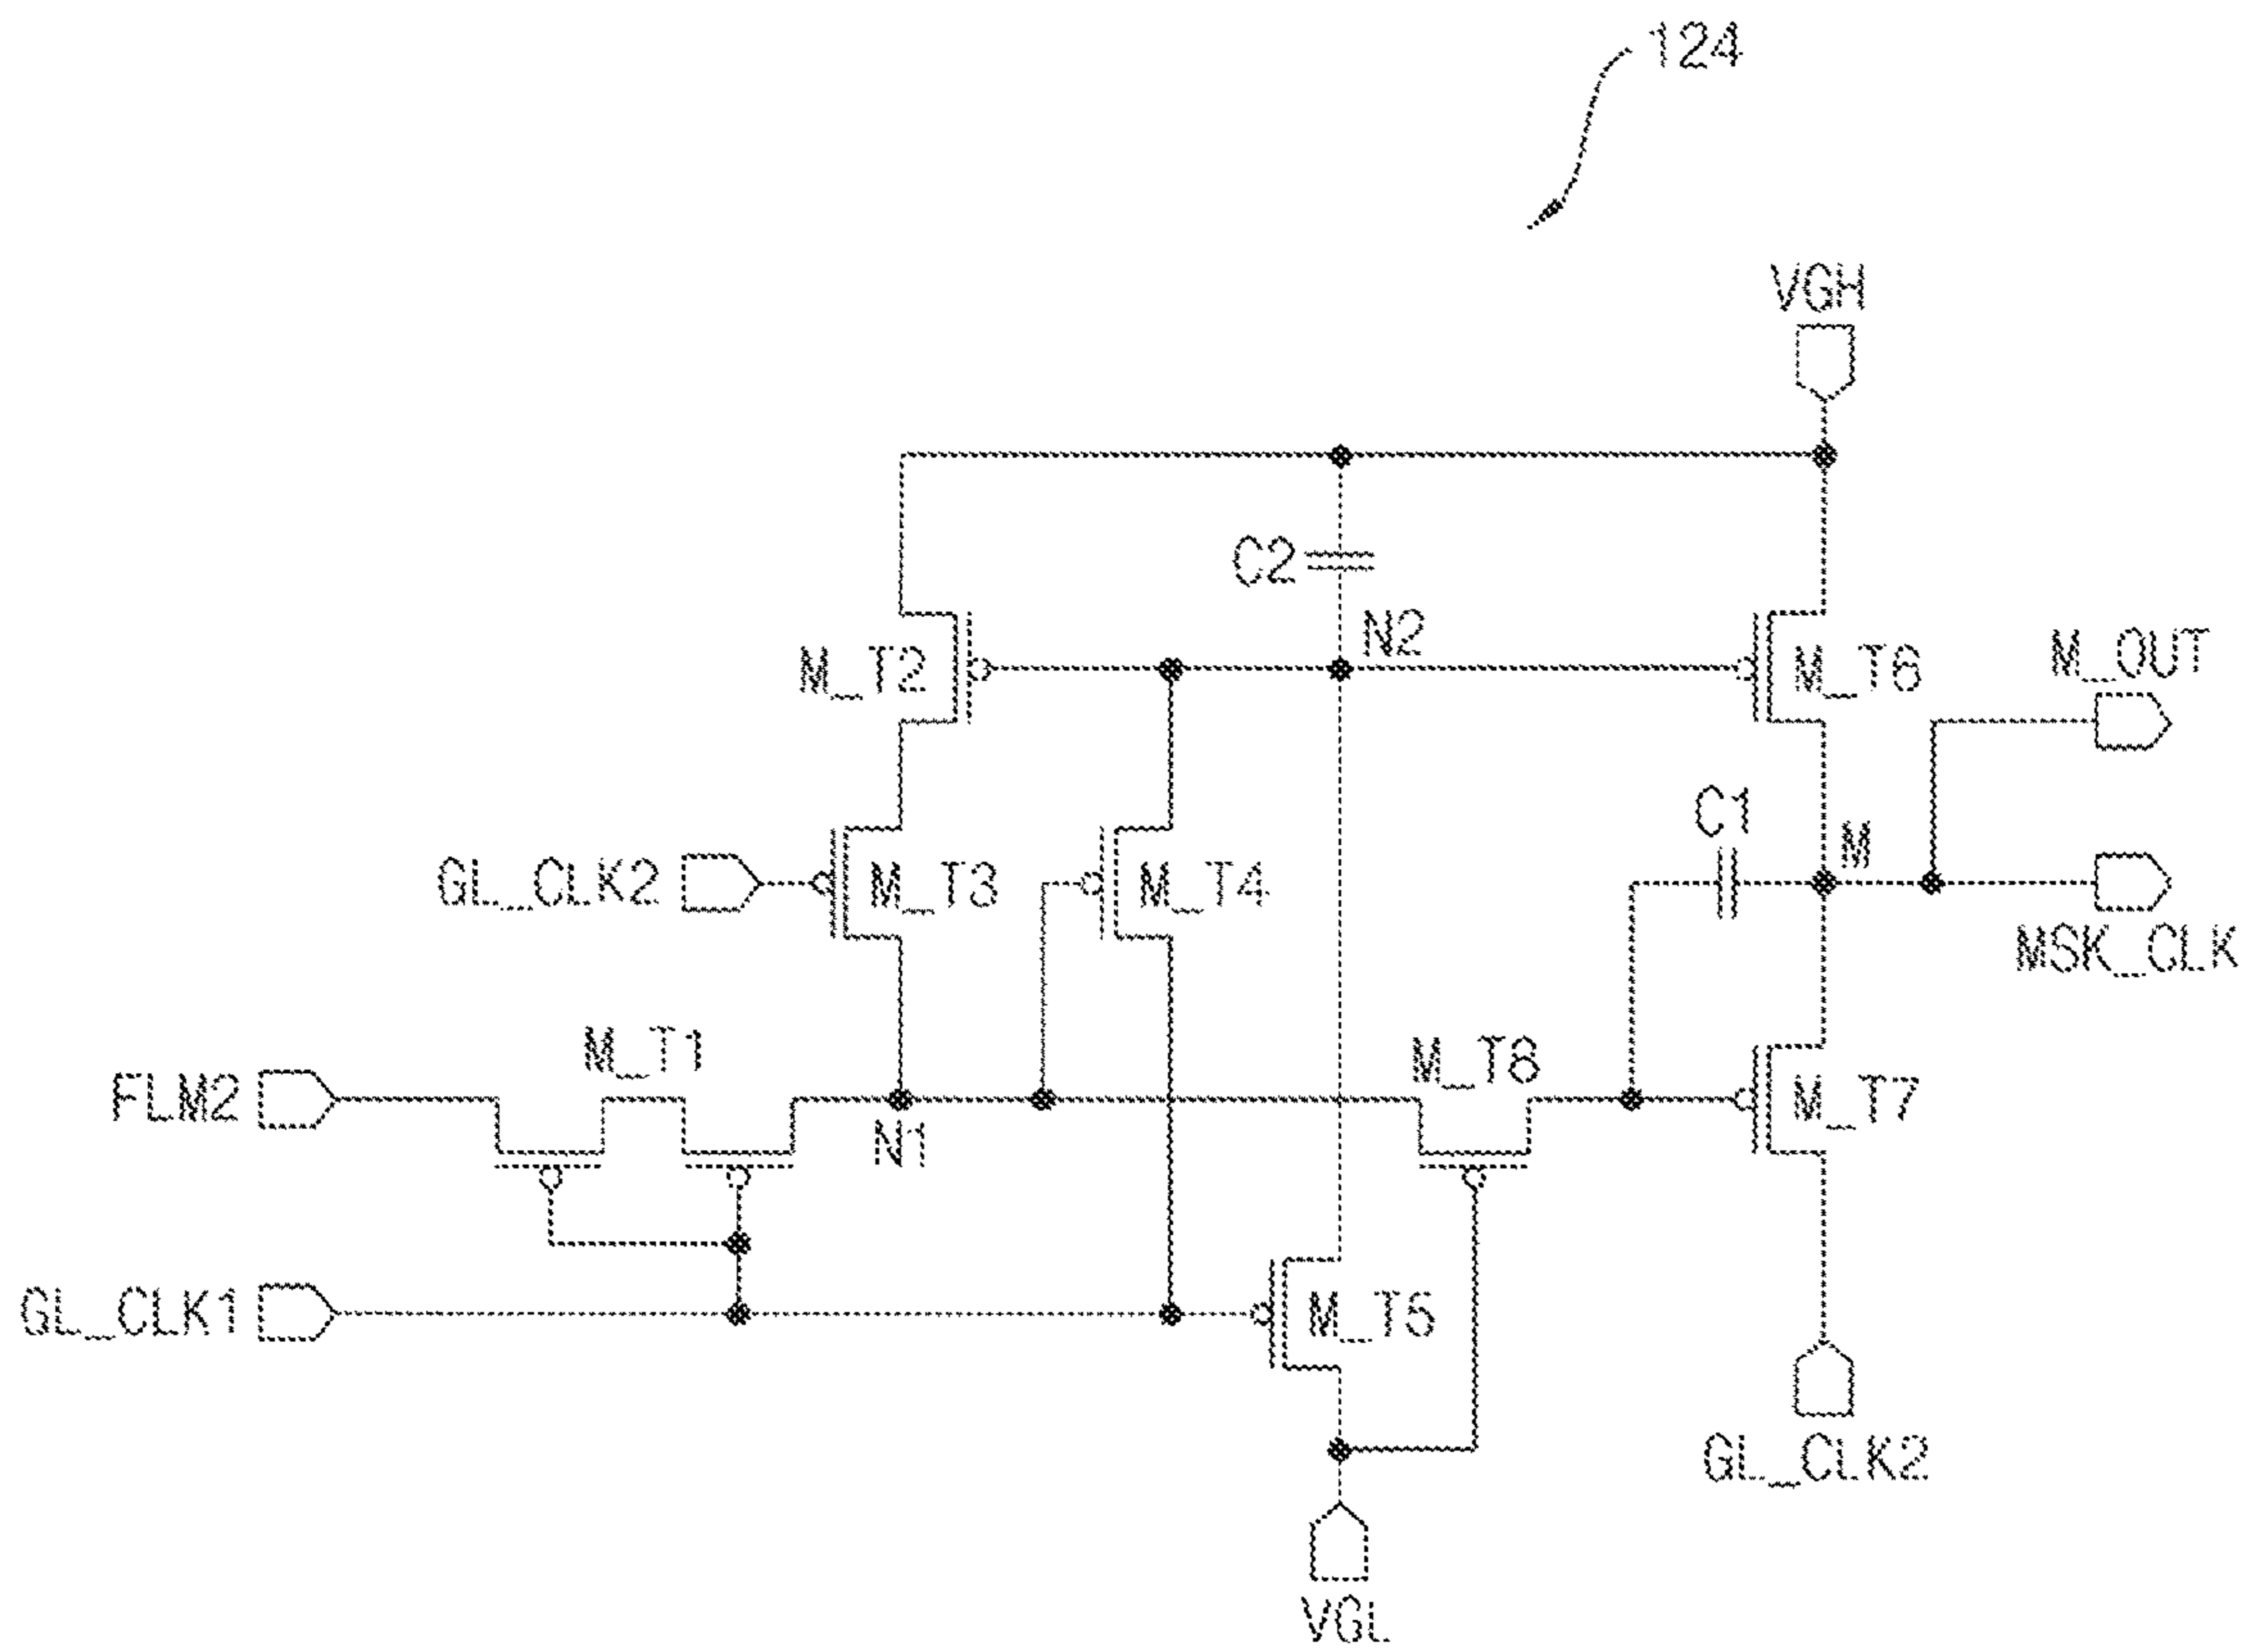 124
VGH
C2
N2
M_T2
M_T6
M_OUT
C1
M
GL_CLK2
M_T3
M_T4
MSK_CLK
M_T1
M_T8
FLM2
M_T7
N1
GL_CLK1
M_T5
GL_CLK2
VGL